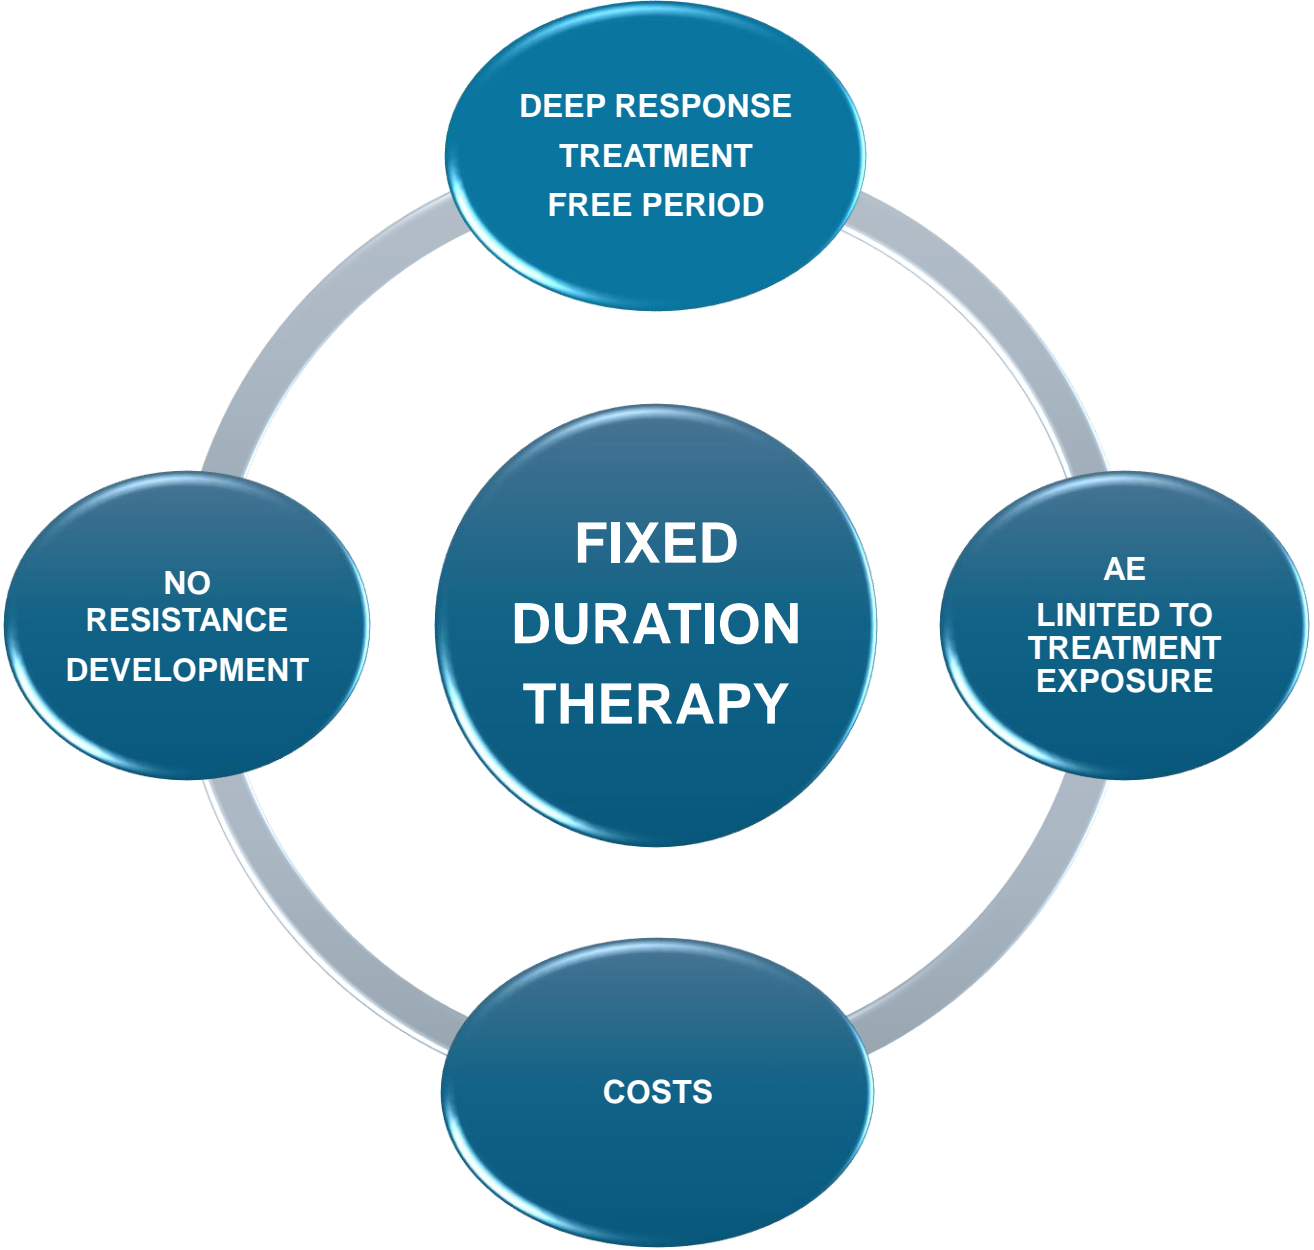 DEEP RESPONSE
TREATMENT
FREE PERIOD
FIXED
DURATION
THERAPY
NO
RESISTANCE
DEVELOPMENT
AE
LINITED TO
TREATMENT
EXPOSURE
COSTS